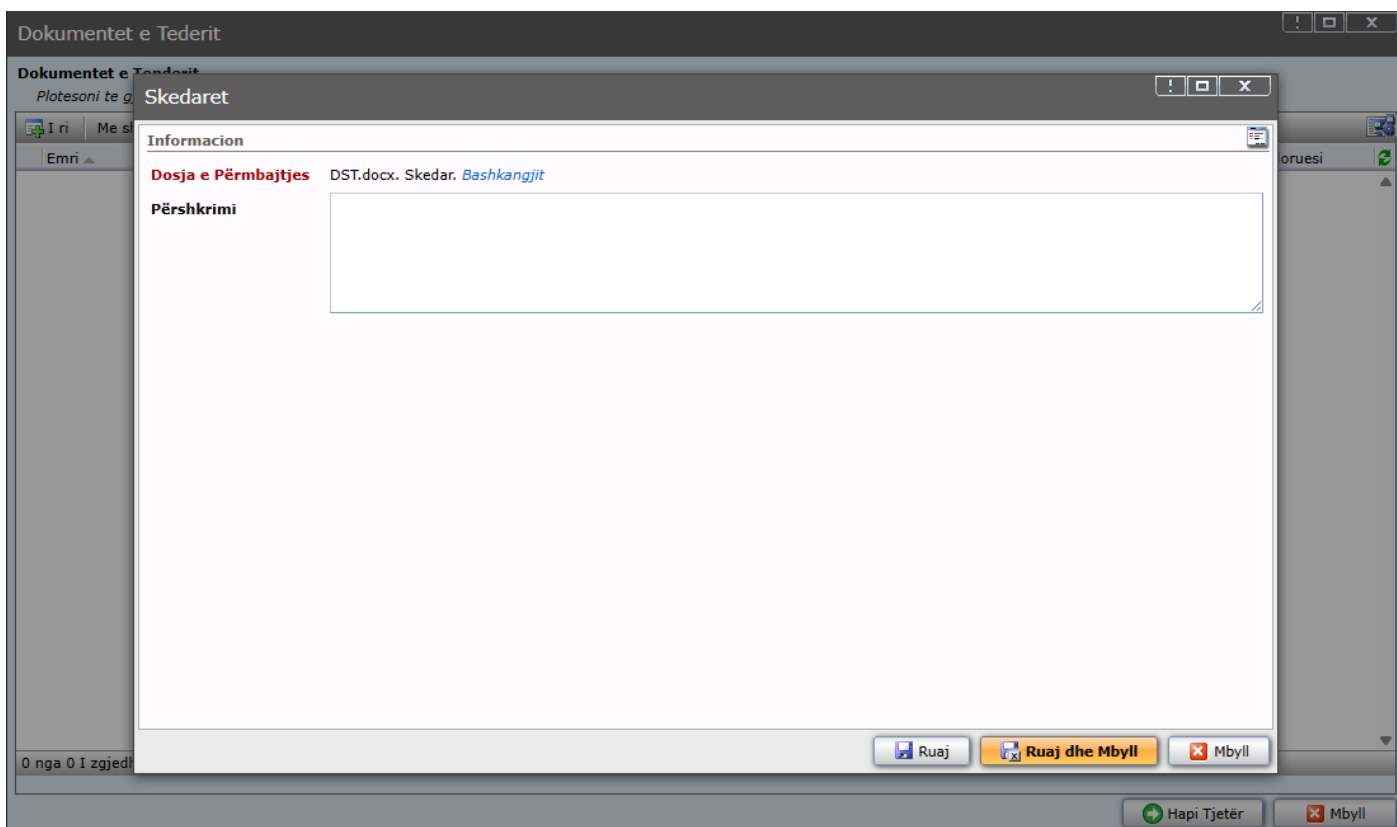 Dokumentet e Tederit
Dokumentet e Tenderit
Plotesoni te g
Skedaret
I ri Me s
Informacion
Emri
oruesi
Dosja e Përmbajtjes DST.docx. Skedar. Bashkangjit
Përshkrimi
Ruaj Ruaj dhe Mbyll Mbyll
0 nga 0 I zgjedh
Hapi Tjetër Mbyll